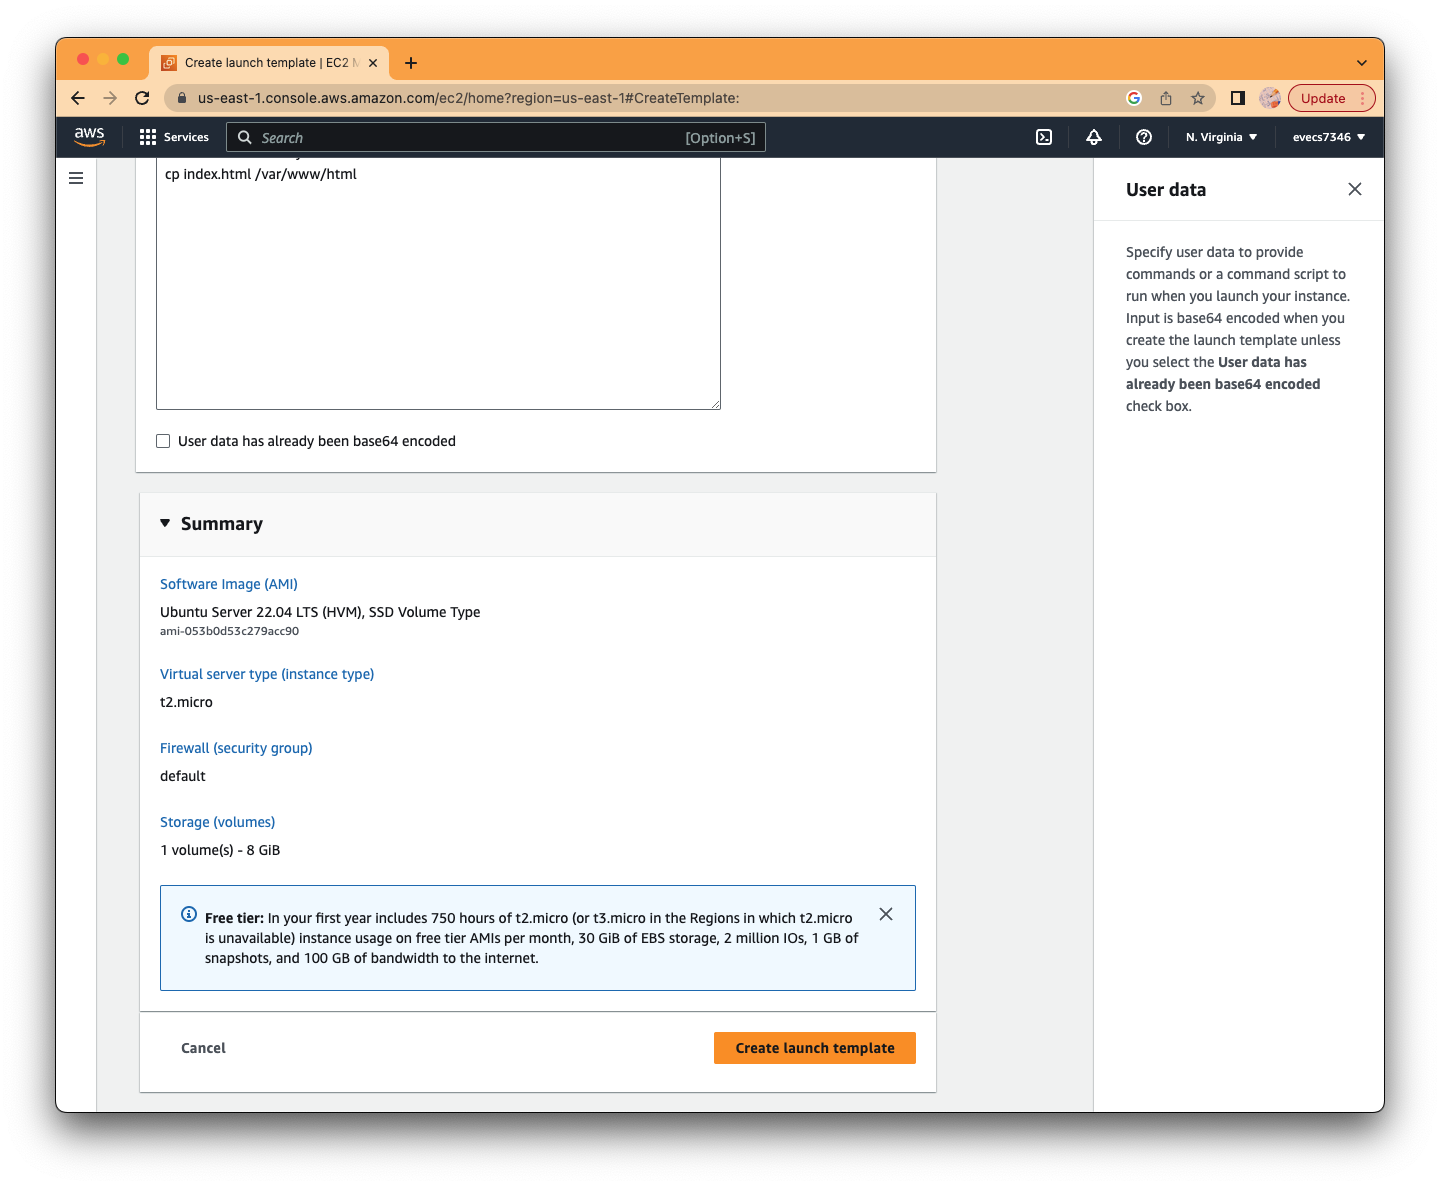 Create launch template | EC2 M
us-east-1.console.aws.amazon.com/ec2/home?region=us-east-1#CreateTemplate:
G
Update
aws
Services
Search
[Option+S]
N. Virginia
evecs7346
cp index.html /var/www/html
User data has already been base64 encoded
Summary
Software Image (AMI)
Ubuntu Server 22.04 LTS (HVM), SSD Volume Type
ami-053b0d53c279acc90
Virtual server type (instance type)
t2.micro
Firewall (security group)
default
Storage (volumes)
1 volume(s) - 8 GiB
Free tier: In your first year includes 750 hours of t2.micro (or t3.micro in the Regions in which t2.micro
is unavailable) instance usage on free tier AMIs per month, 30 GiB of EBS storage, 2 million IOs, 1 GB of
snapshots, and 100 GB of bandwidth to the internet.
Cancel
Create launch template
User data
Specify user data to provide
commands or a command script to
run when you launch your instance.
Input is base64 encoded when you
create the launch template unless
you select the User data has
already been base64 encoded
check box.